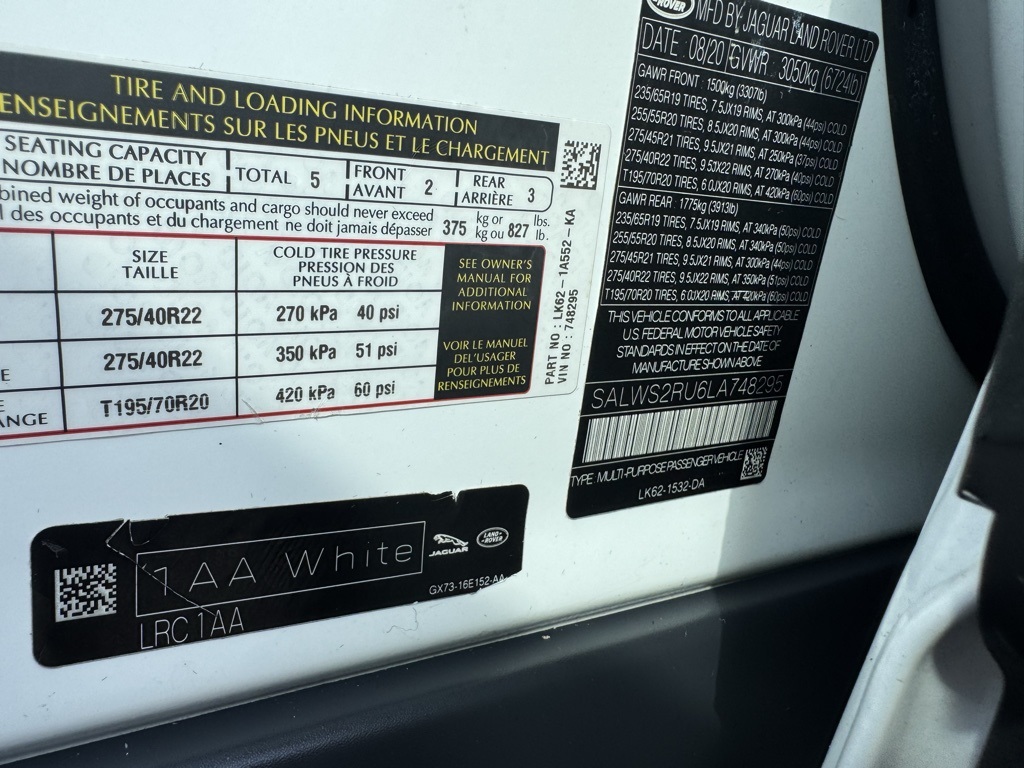 TIRE AND LOADING INFORMATION
ENSEIGNEMENTS SUR LES PNEUS ET LE CHARGEMENT
SEATING CAPACITY
NOMBRE DE PLACES
TOTAL 5
FRONT
AVANT 2
REAR
ARRIÈRE 3
bined weight of occupants and cargo should never exceed
l des occupants et du chargement ne doit jamais dépasser
375 kg or 827 lbs.
kg ou lb.
SIZE
TAILLE
COLD TIRE PRESSURE
PRESSION DES
PNEUS À FROID
275/40R22 270 kPa 40 psi
E 275/40R22 350 kPa 51 psi
E
ANGE T195/70R20 420 kPa 60 psi
SEE OWNER'S
MANUAL FOR
ADDITIONAL
INFORMATION
VOIR LE MANUEL
DEL'USAGER
POUR PLUS DE
RENSEIGNEMENTS
PART NO : LK62-1A552-KA
VIN NO : 748295
LAND ROVER
MFD BY JAGUAR LAND ROVER LTD
DATE : 08/20 GVWR : 3050kg (6724lb)
GAWR FRONT : 1500kg (3307lb)
235/65R19 TIRES, 7.5JX19 RIMS, AT 300kPa (44psi) COLD
255/55R20 TIRES, 8.5JX20 RIMS, AT 300kPa (44psi) COLD
275/45R21 TIRES, 9.5JX21 RIMS, AT 250kPa (37psi) COLD
275/40R22 TIRES, 9.5JX22 RIMS, AT 270kPa (40psi) COLD
T195/70R20 TIRES, 6.0JX20 RIMS, AT 420kPa (60psi) COLD
GAWR REAR : 1775kg (3913lb)
235/65R19 TIRES, 7.5JX19 RIMS, AT 340kPa (50psi) COLD
255/55R20 TIRES, 8.5JX20 RIMS, AT 340kPa (50psi) COLD
275/45R21 TIRES, 9.5JX21 RIMS, AT 300kPa (44psi) COLD
275/40R22 TIRES, 9.5JX22 RIMS, AT 350kPa (51psi) COLD
T195/70R20 TIRES, 6.0JX20 RIMS, AT 420kPa (60psi) COLD
THIS VEHICLE CONFORMS TO ALL APPLICABLE
U.S. FEDERAL MOTOR VEHICLE SAFETY
STANDARDS IN EFFECT ON THE DATE OF
MANUFACTURE SHOWN ABOVE
SALWS2RU6LA748295
TYPE : MULTI-PURPOSE PASSENGER VEHICLE
LK62-1532-DA
1AA White
JAGUAR
LAND ROVER
GX73-16E152-AA
LRC 1AA